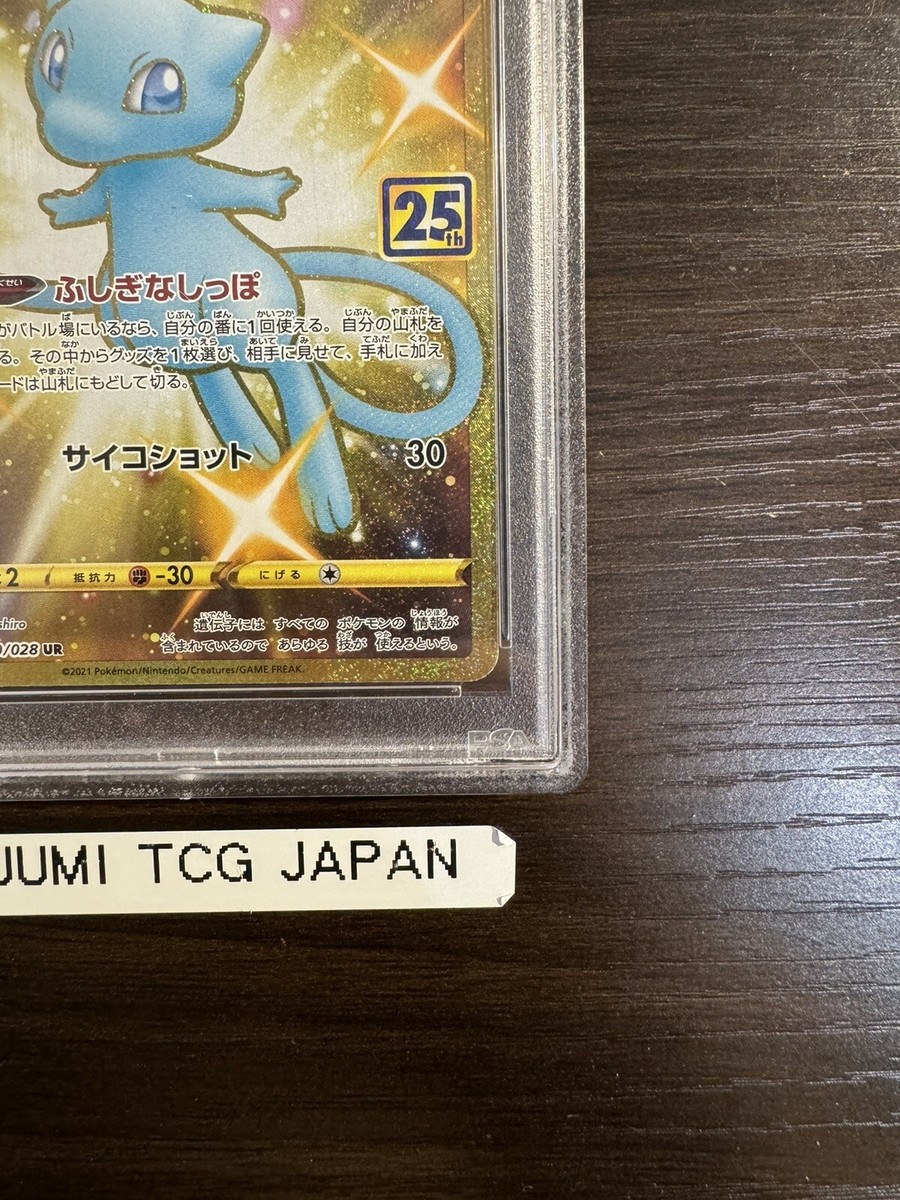 25th
ふしぎなしっぽ
がバトル場にいるなら、自分の番に1回使える。自分の山札を
る。その中からグッズを1枚選び、相手に見せて、手札に加え
ードは山札にもどして切る。
サイコショット 30
2 抵抗力 -30 にげる
hiro
遺伝子には すべての ポケモンの 情報が
/028 UR
含まれているので あらゆる 技が 使えるという。
©2021 Pokémon/Nintendo/Creatures/GAME FREAK.
PSA
UMI TCG JAPAN